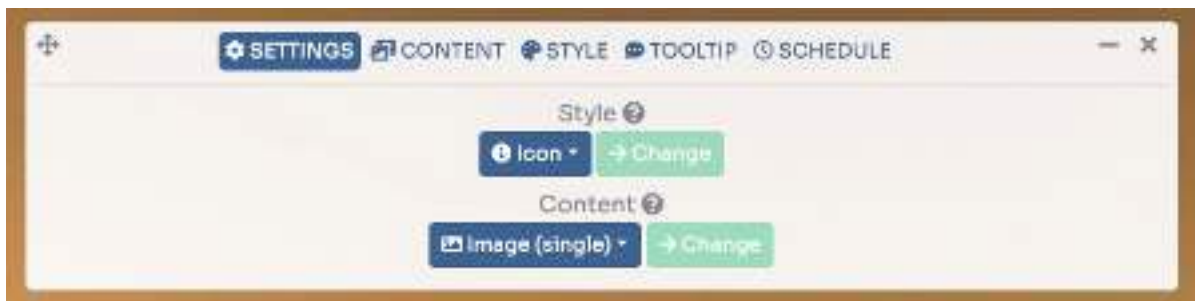 SETTINGS CONTENT STYLE TOOLTIP SCHEDULE
Style
Icon Change
Content
Image (single) Change